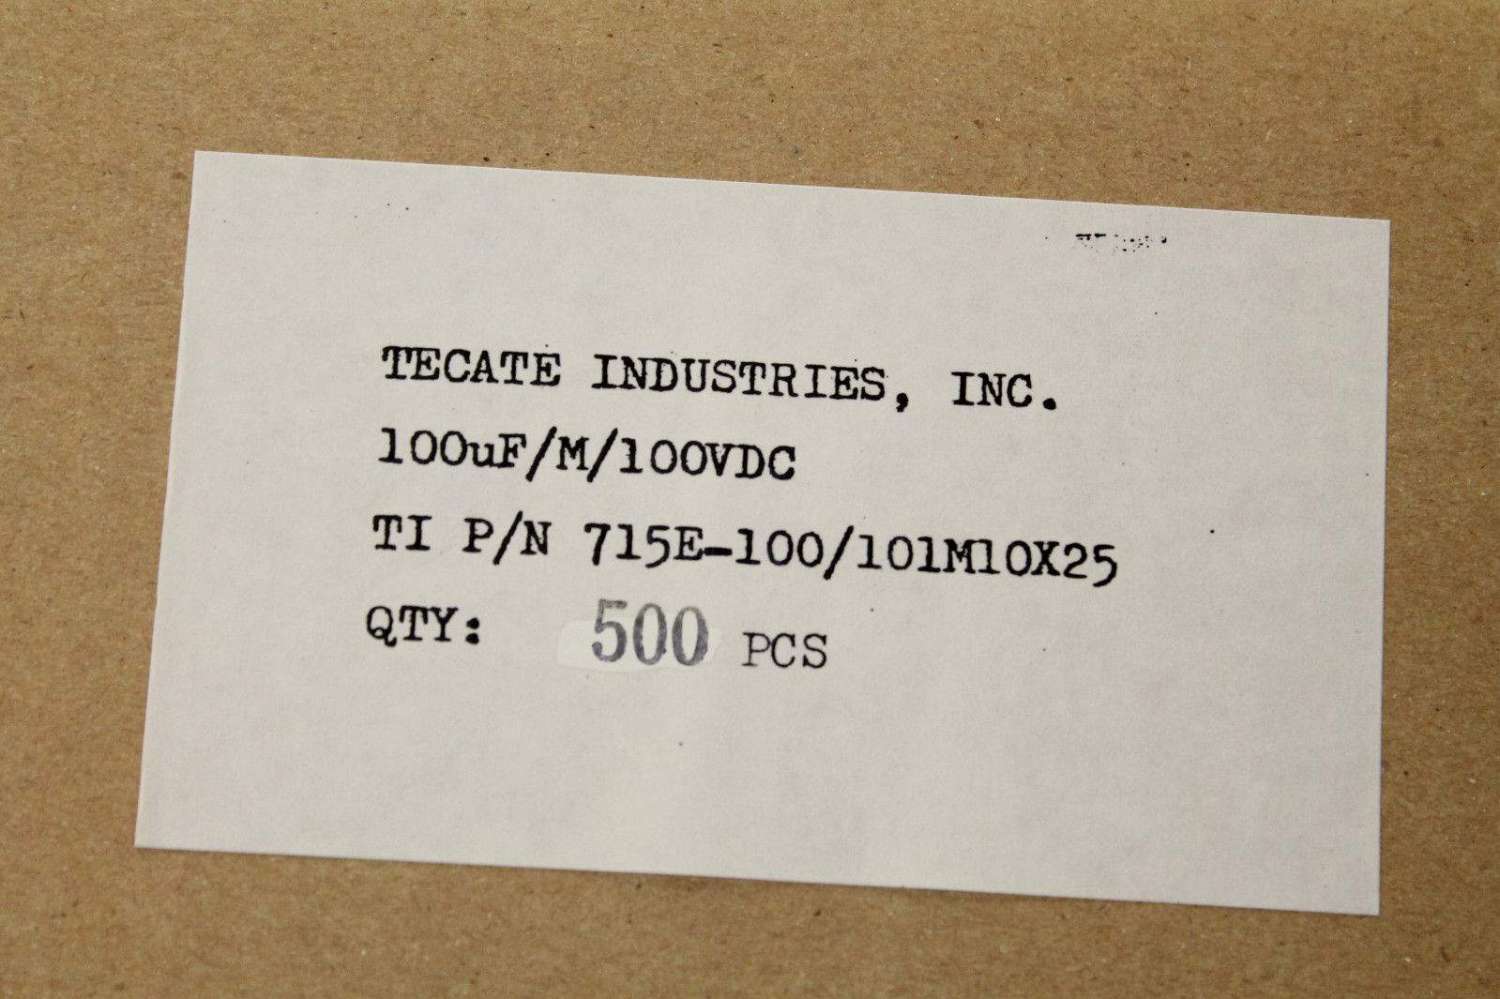 TECATE INDUSTRIES, INC.
100uF/M/100VDC
TI P/N 715E-100/101M10X25
QTY: 500 PCS